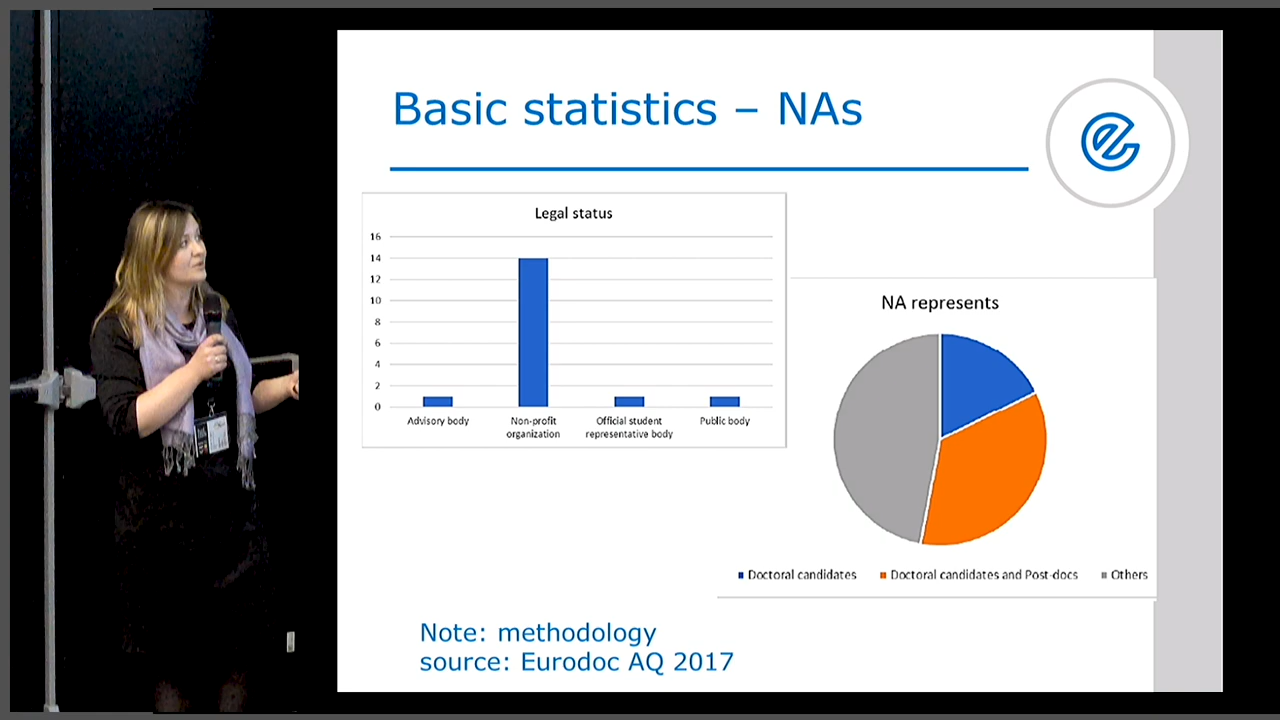 Basic statistics – NAs
Legal status
16
14
12
10
8
6
4
2
0
Advisory body
Non-profit
organization
Official student
representative body
Public body
NA represents
Doctoral candidates
Doctoral candidates and Post-docs
Others
Note: methodology
source: Eurodoc AQ 2017